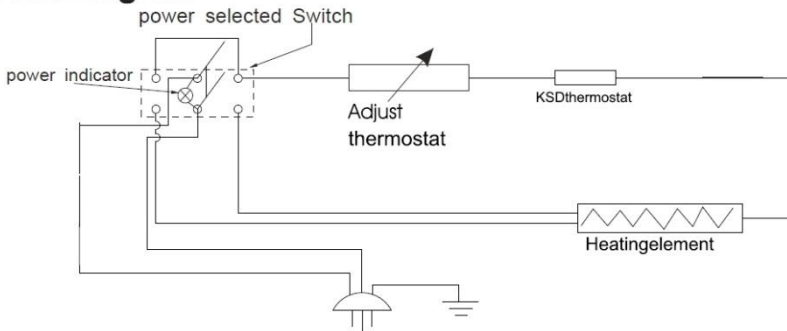 power selected Switch
power indicator
KSDthermostat
Adjust
thermostat
Heatingelement